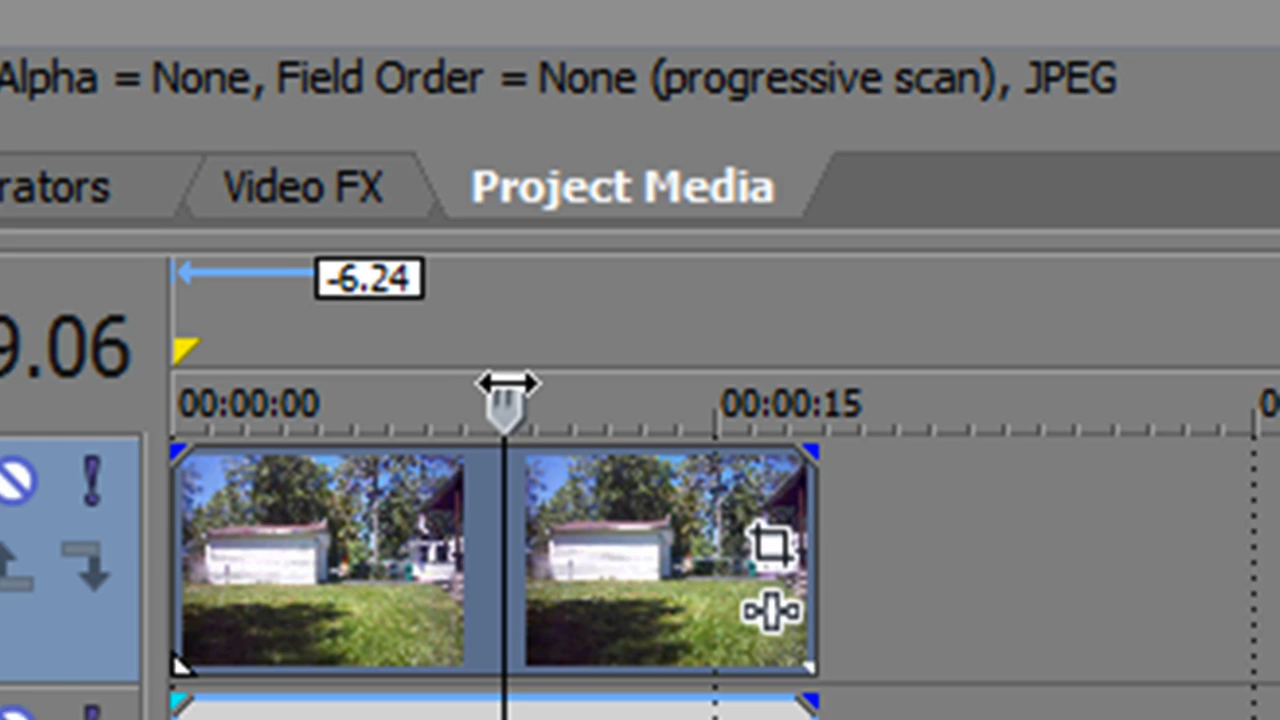 Alpha = None, Field Order = None (progressive scan), JPEG
rators Video FX Project Media
-6.24
9.06
00:00:00 00:00:15 0